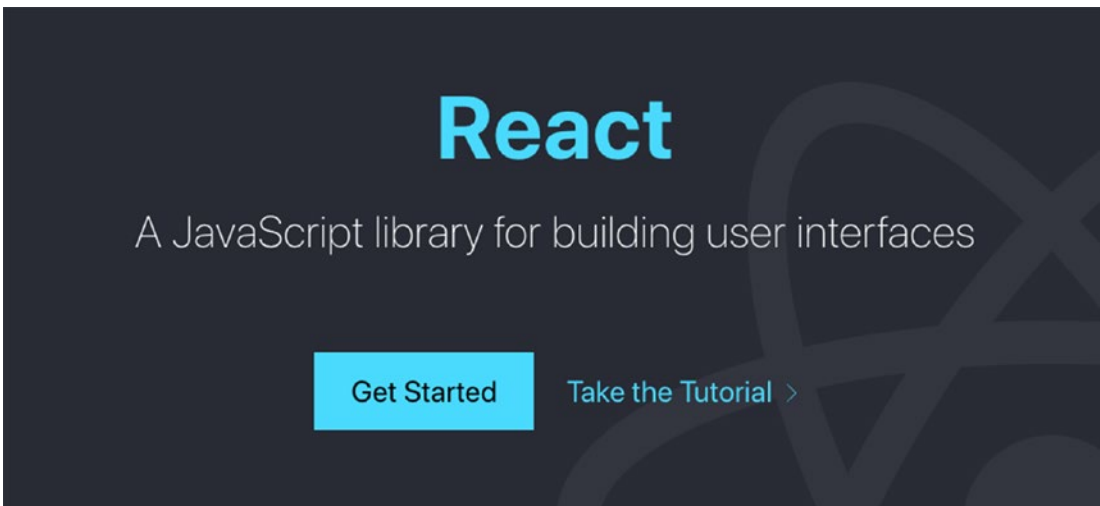 React
A JavaScript library for building user interfaces
Get Started
Take the Tutorial >